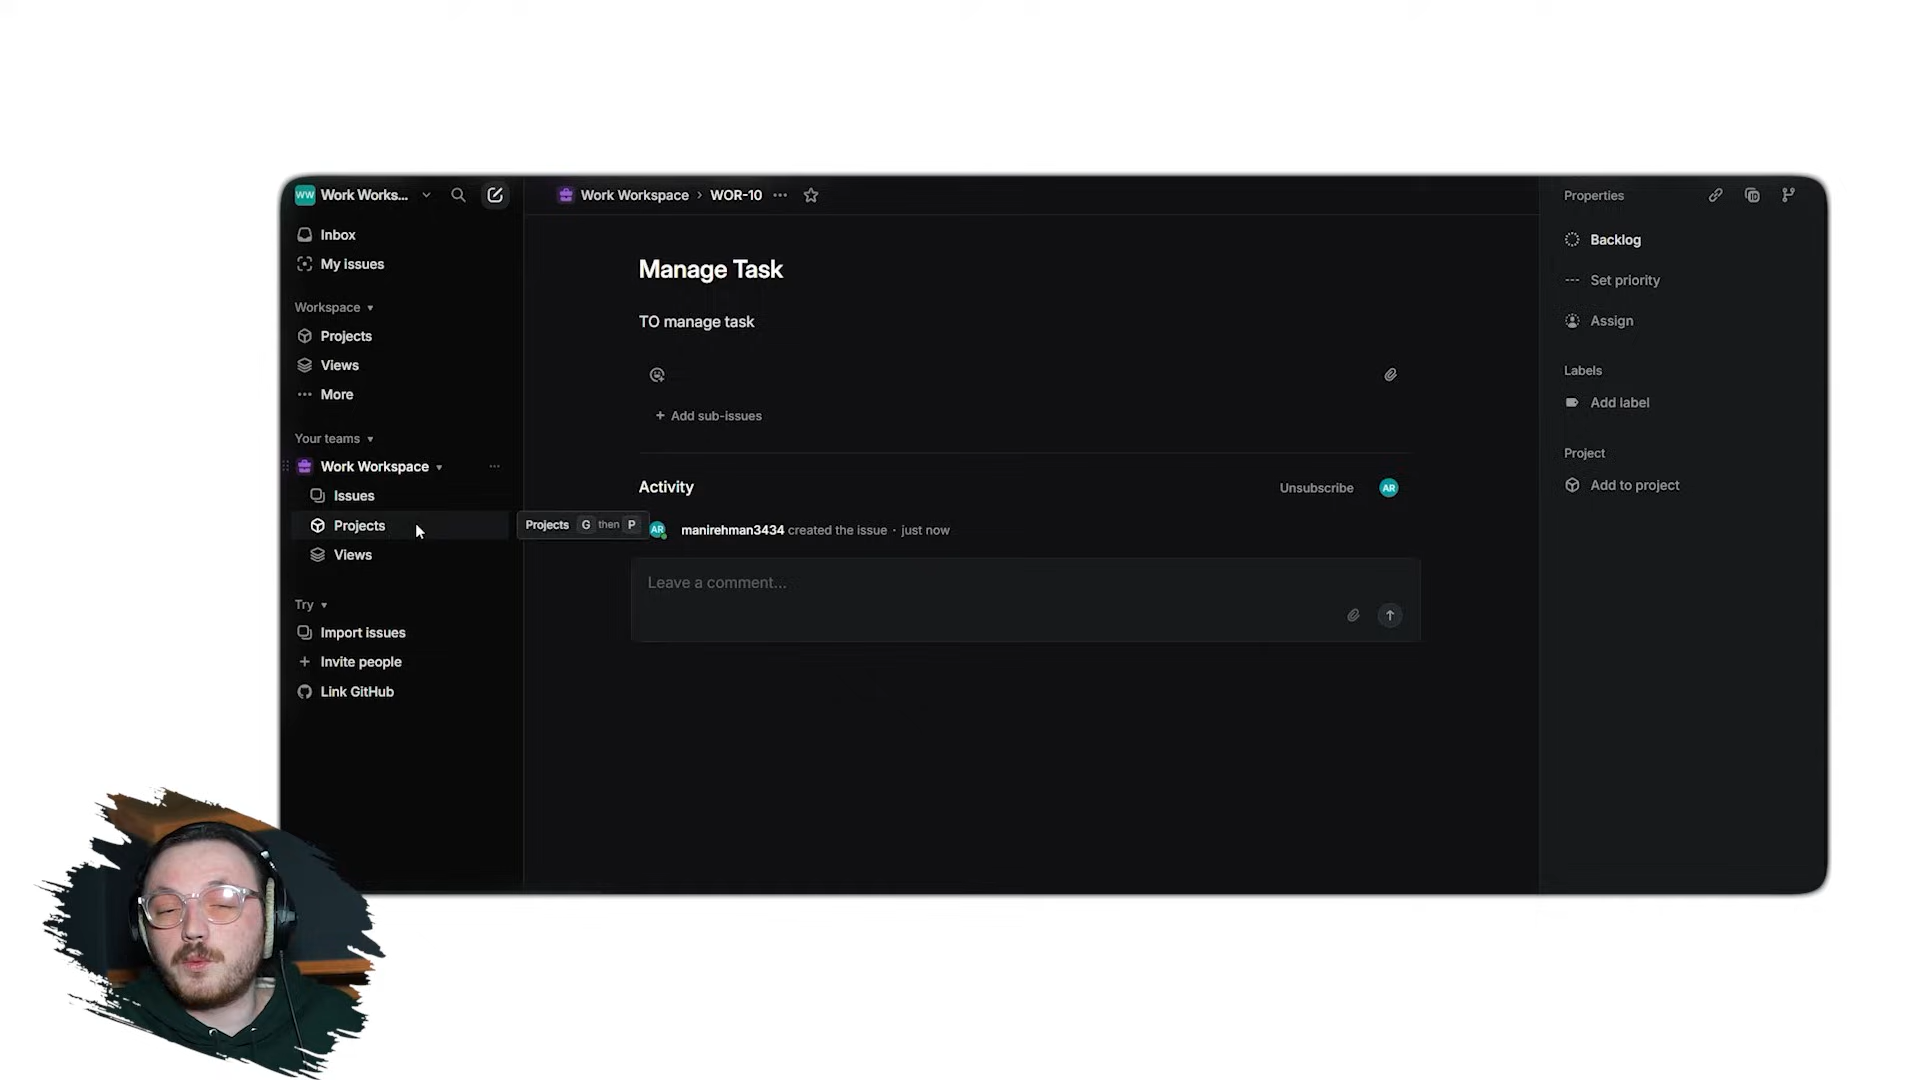 WW Work Works...
Inbox
My issues
Workspace
Projects
Views
More
Your teams
Work Workspace
Issues
Projects
Views
Try
Import issues
Invite people
Link GitHub
Work Workspace › WOR-10
Manage Task
TO manage task
+ Add sub-issues
Activity
Unsubscribe AR
Projects G then P
AR manirehman3434 created the issue · just now
Leave a comment...
Properties
Backlog
Set priority
Assign
Labels
Add label
Project
Add to project